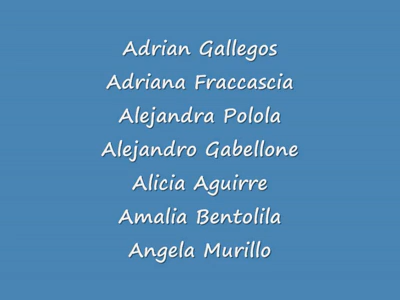 Adrian Gallegos
Adriana Fraccascia
Alejandra Polola
Alejandro Gabellone
Alicia Aguirre
Amalia Bentolila
Angela Murillo